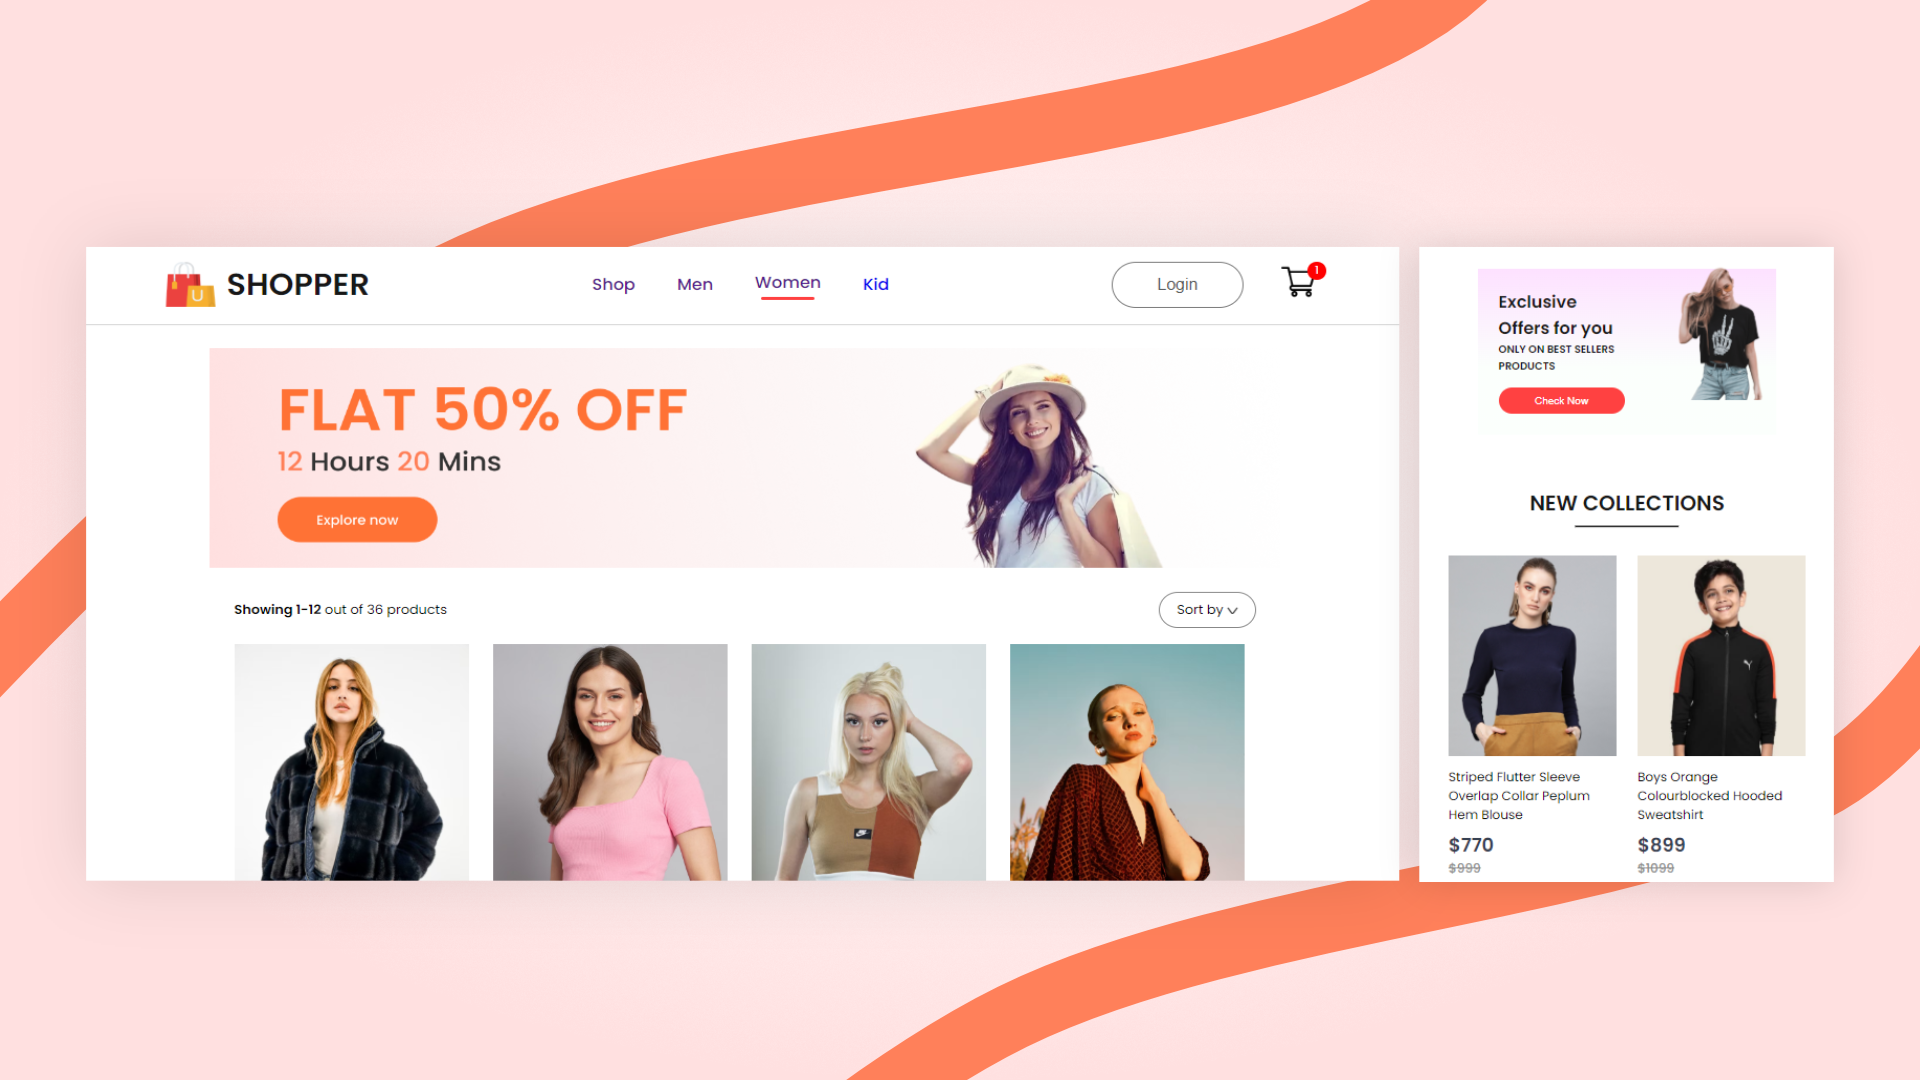 U
SHOPPER
Shop
Men
Women
Kid
Login
1
FLAT 50% OFF
12 Hours 20 Mins
Explore now
Showing 1-12 out of 36 products
Sort by
Exclusive
Offers for you
ONLY ON BEST SELLERS
PRODUCTS
Check Now
NEW COLLECTIONS
Striped Flutter Sleeve
Overlap Collar Peplum
Hem Blouse
$770
$999
Boys Orange
Colourblocked Hooded
Sweatshirt
$899
$1099